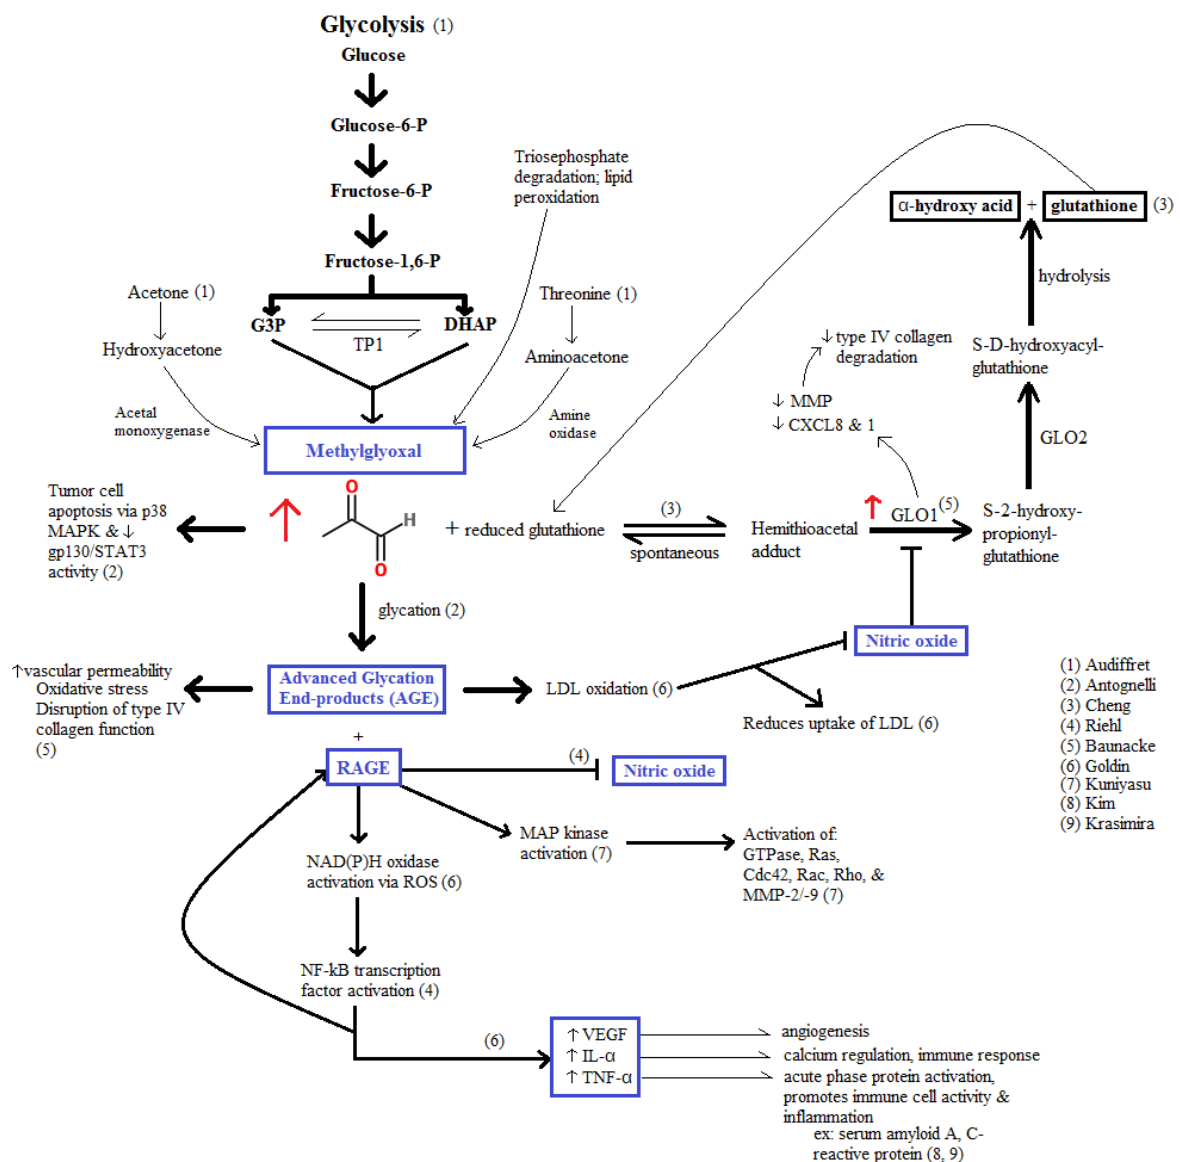 Glycolysis (1)
Glucose
Glucose-6-P
Fructose-6-P
Fructose-1,6-P
G3P
DHAP
TP1
Acetone (1)
Hydroxyacetone
Acetal
monoxygenase
Triosephosphate
degradation; lipid
peroxidation
Threonine (1)
Aminoacetone
Amine
oxidase
Methylglyoxal
O
H
O
Tumor cell
apoptosis via p38
MAPK & ↓
gp130/STAT3
activity (2)
+ reduced glutathione
(3)
spontaneous
Hemithioacetal
adduct
↑
GLO1 (5)
S-2-hydroxy-
propionyl-
glutathione
GLO2
S-D-hydroxyacyl-
glutathione
hydrolysis
α-hydroxy acid + glutathione (3)
↓ type IV collagen
degradation
↓ MMP
↓ CXCL8 & 1
glycation (2)
Advanced Glycation
End-products (AGE)
↑vascular permeability
Oxidative stress
Disruption of type IV
collagen function
(5)
LDL oxidation (6)
Nitric oxide
Reduces uptake of LDL (6)
+
RAGE
(4)
Nitric oxide
MAP kinase
activation (7)
Activation of:
GTPase, Ras,
Cdc42, Rac, Rho, &
MMP-2/-9 (7)
NAD(P)H oxidase
activation via ROS (6)
NF-kB transcription
factor activation (4)
(6)
↑ VEGF
↑ IL-α
↑ TNF-α
angiogenesis
calcium regulation, immune response
acute phase protein activation,
promotes immune cell activity &
inflammation
ex: serum amyloid A, C-
reactive protein (8, 9)
(1) Audiffret
(2) Antognelli
(3) Cheng
(4) Riehl
(5) Baunacke
(6) Goldin
(7) Kuniyasu
(8) Kim
(9) Krasimira